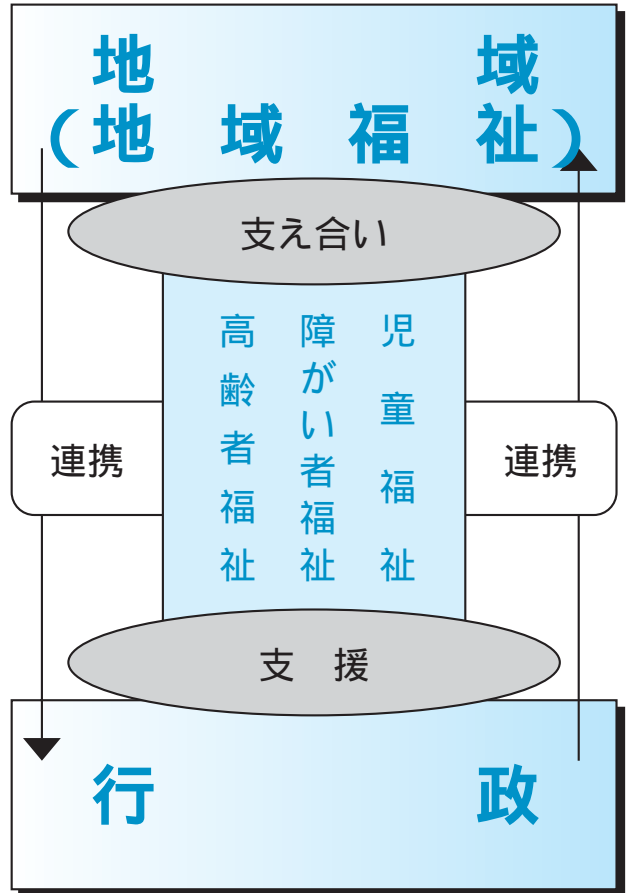 地域
(地域福祉)
支え合い
児童福祉
障がい者福祉
高齢者福祉
連携
連携
支援
行政